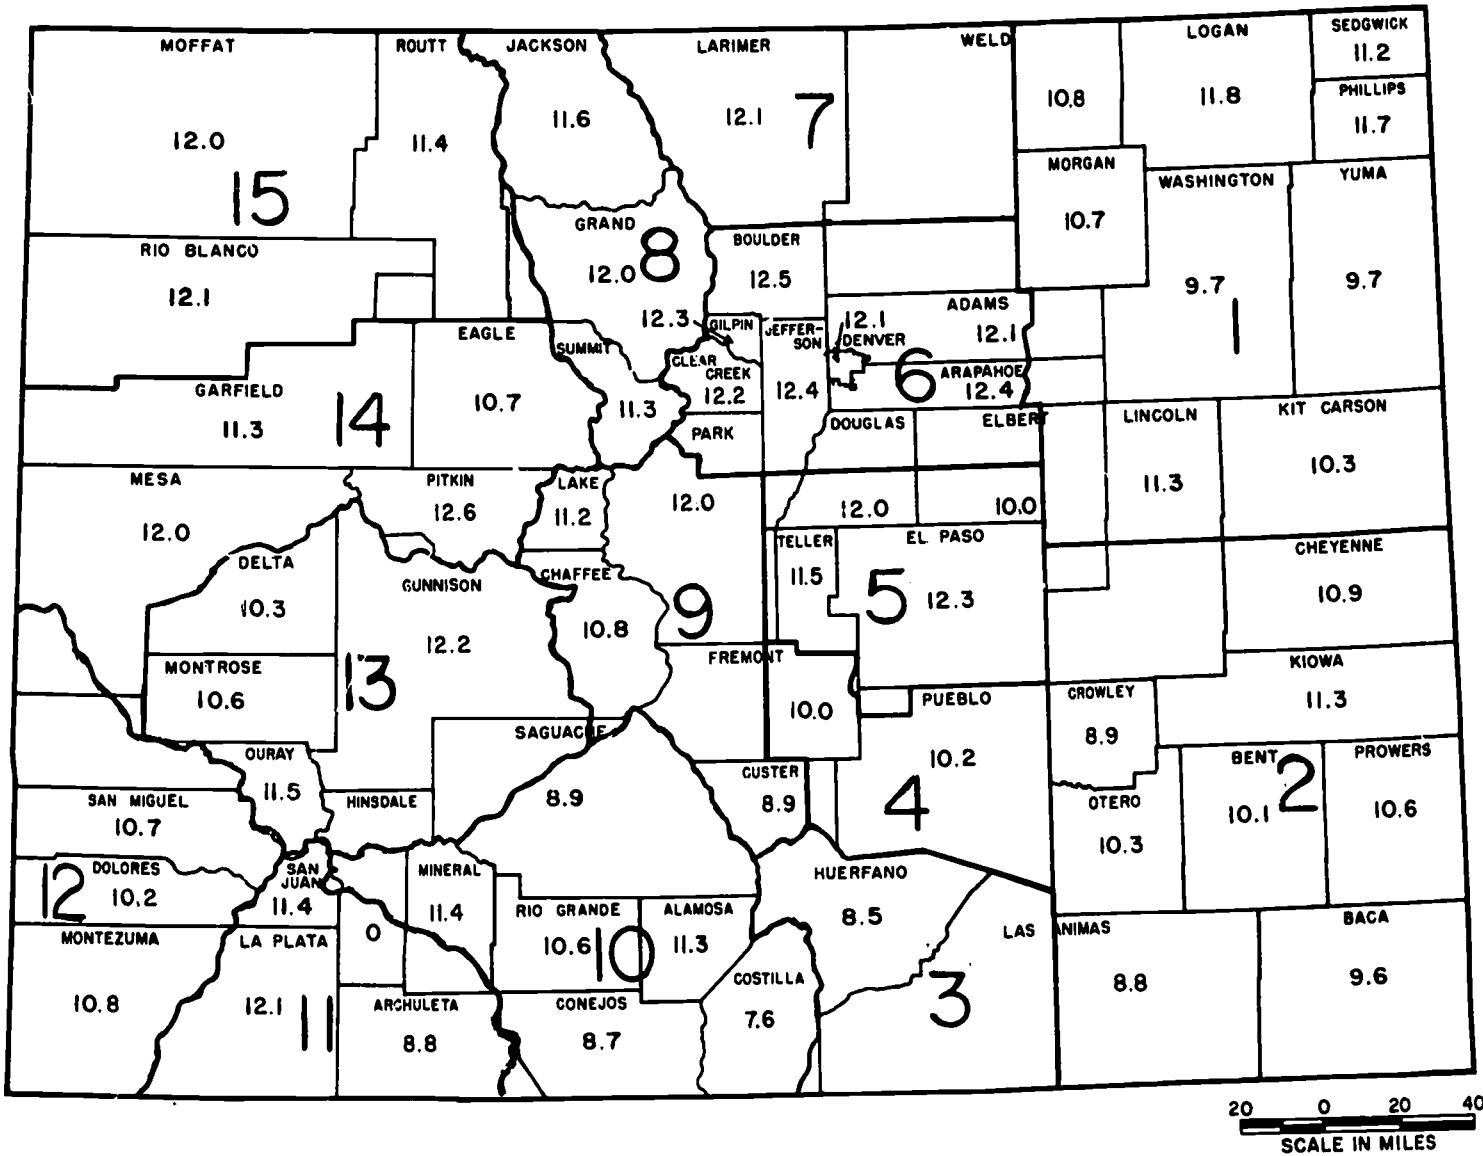 MOFFAT
12.0
15
ROUTT
11.4
JACKSON
11.6
LARIMER
12.1
7
WELD
10.8
LOGAN
11.8
SEDGWICK
11.2
PHILLIPS
11.7
MORGAN
10.7
WASHINGTON
9.7
1
YUMA
9.7
RIO BLANCO
12.1
GRAND
12.0
8
BOULDER
12.5
12.3
GILPIN
JEFFER-
SON
12.4
12.1
DENVER
ADAMS
12.1
6
ARAPAHOE
12.4
EAGLE
10.7
SUMMIT
11.3
CLEAR
CREEK
12.2
GARFIELD
11.3
14
PARK
12.0
DOUGLAS
12.0
ELBERT
10.0
LINCOLN
11.3
KIT CARSON
10.3
MESA
12.0
PITKIN
12.6
LAKE
11.2
DELTA
10.3
GUNNISON
12.2
CHAFFEE
10.8
9
TELLER
11.5
EL PASO
5
12.3
CHEYENNE
10.9
MONTROSE
10.6
13
FREMONT
10.0
KIOWA
11.3
PUEBLO
10.2
4
CROWLEY
8.9
SAGUACHE
8.9
OURAY
11.5
HINSDALE
CUSTER
8.9
BENT
10.1
2
PROWERS
10.6
SAN MIGUEL
10.7
OTERO
10.3
DOLORES
12
10.2
SAN
JUAN
11.4
MINERAL
11.4
HUERFANO
8.5
RIO GRANDE
10.6
10
ALAMOSA
11.3
0
MONTEZUMA
10.8
LA PLATA
12.1
11
ARCHULETA
8.8
CONEJOS
8.7
COSTILLA
7.6
LAS ANIMAS
3
8.8
BACA
9.6
20 0 20 40
SCALE IN MILES